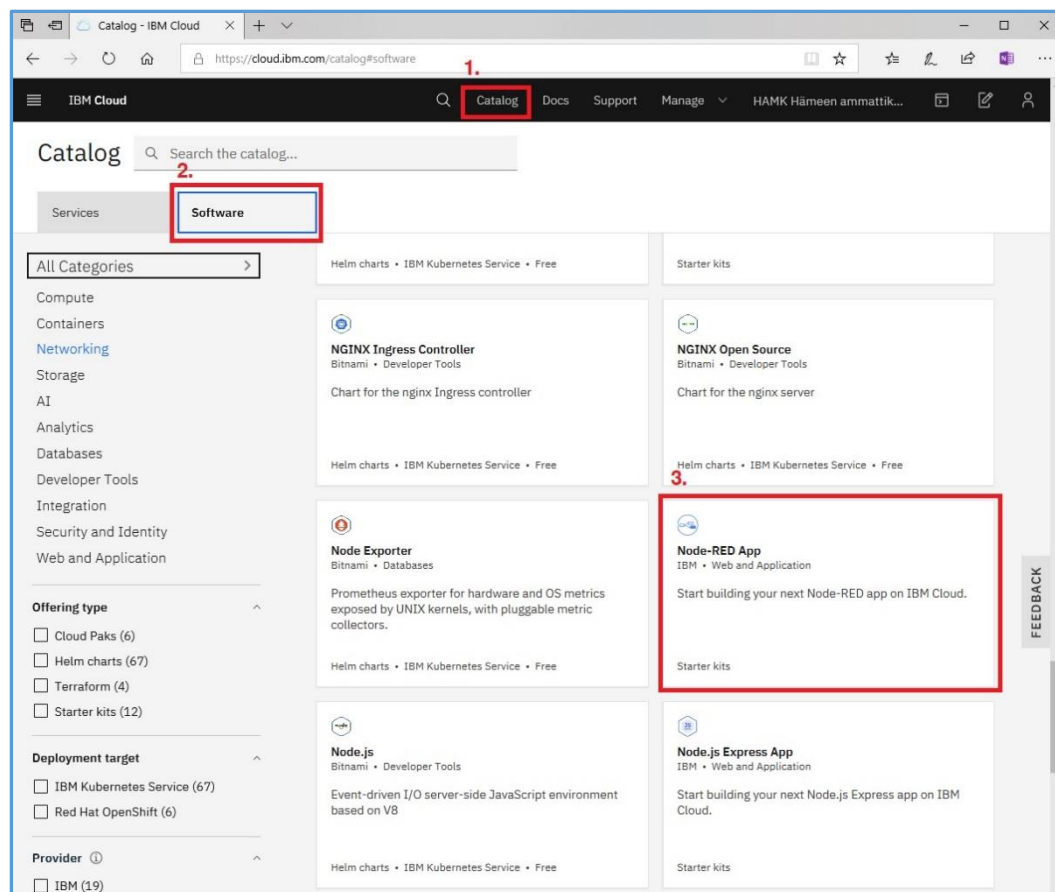 Catalog - IBM Cloud
https://cloud.ibm.com/catalog#software
1.
IBM Cloud
Catalog
Docs
Support
Manage
HAMK Hämeen ammattik...
Catalog
Search the catalog...
2.
Services
Software
All Categories
Compute
Containers
Networking
Storage
AI
Analytics
Databases
Developer Tools
Integration
Security and Identity
Web and Application
Offering type
Cloud Paks (6)
Helm charts (67)
Terraform (4)
Starter kits (12)
Deployment target
IBM Kubernetes Service (67)
Red Hat OpenShift (6)
Provider
IBM (19)
Helm charts • IBM Kubernetes Service • Free
Starter kits
NGINX Ingress Controller
Bitnami • Developer Tools
Chart for the nginx Ingress controller
Helm charts • IBM Kubernetes Service • Free
NGINX Open Source
Bitnami • Developer Tools
Chart for the nginx server
Helm charts • IBM Kubernetes Service • Free
3.
Node Exporter
Bitnami • Databases
Prometheus exporter for hardware and OS metrics
exposed by UNIX kernels, with pluggable metric
collectors.
Helm charts • IBM Kubernetes Service • Free
Node-RED App
IBM • Web and Application
Start building your next Node-RED app on IBM Cloud.
Starter kits
Node.js
Bitnami • Developer Tools
Event-driven I/O server-side JavaScript environment
based on V8
Helm charts • IBM Kubernetes Service • Free
Node.js Express App
IBM • Web and Application
Start building your next Node.js Express app on IBM
Cloud.
Starter kits
FEEDBACK